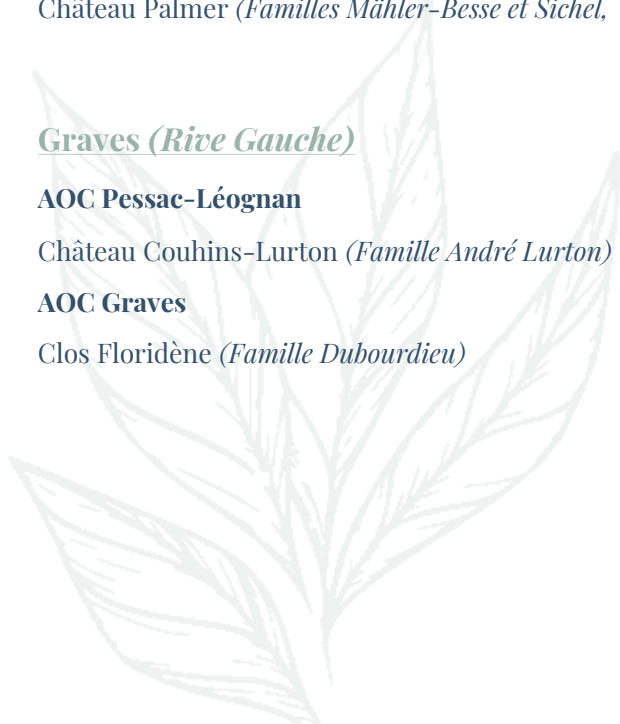 Château Palmer (Familles Mähler-Besse et Sichel,
Graves (Rive Gauche)
AOC Pessac-Léognan
Château Couhins-Lurton (Famille André Lurton)
AOC Graves
Clos Floridène (Famille Dubourdieu)